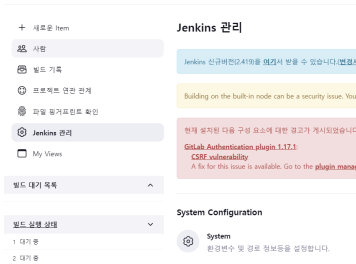 새로운 Item
사람
빌드 기록
프로젝트 연관 관계
파일 핑거프린트 확인
Jenkins 관리
My Views
빌드 대기 목록
빌드 실행 상태
1 대기 중
2 대기 중
Jenkins 관리
Jenkins 신규버전(2.419)을 여기서 받을 수 있습니다.(변경사
Building on the built-in node can be a security issue. You
현재 설치된 다음 구성 요소에 대한 경고가 게시되었습니다
GitLab Authentication plugin 1.17.1:
CSRF vulnerability
A fix for this issue is available. Go to the plugin manag
System Configuration
System
환경변수 및 경로 정보등을 설정합니다.